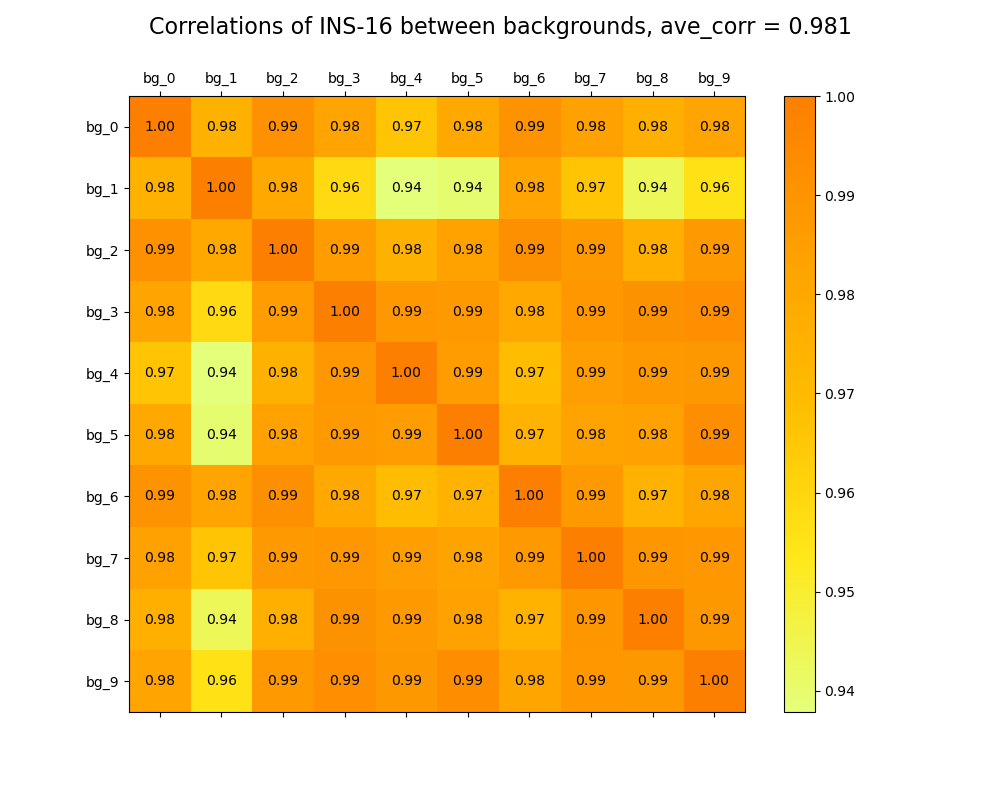 Correlations of INS-16 between backgrounds, ave_corr = 0.981
bg_0 bg_1 bg_2 bg_3 bg_4 bg_5 bg_6 bg_7 bg_8 bg_9
bg_0 1.00 0.98 0.99 0.98 0.97 0.98 0.99 0.98 0.98 0.98
bg_1 0.98 1.00 0.98 0.96 0.94 0.94 0.98 0.97 0.94 0.96
bg_2 0.99 0.98 1.00 0.99 0.98 0.98 0.99 0.99 0.98 0.99
bg_3 0.98 0.96 0.99 1.00 0.99 0.99 0.98 0.99 0.99 0.99
bg_4 0.97 0.94 0.98 0.99 1.00 0.99 0.97 0.99 0.99 0.99
bg_5 0.98 0.94 0.98 0.99 0.99 1.00 0.97 0.98 0.98 0.99
bg_6 0.99 0.98 0.99 0.98 0.97 0.97 1.00 0.99 0.97 0.98
bg_7 0.98 0.97 0.99 0.99 0.99 0.98 0.99 1.00 0.99 0.99
bg_8 0.98 0.94 0.98 0.99 0.99 0.98 0.97 0.99 1.00 0.99
bg_9 0.98 0.96 0.99 0.99 0.99 0.99 0.98 0.99 0.99 1.00
1.00
0.99
0.98
0.97
0.96
0.95
0.94